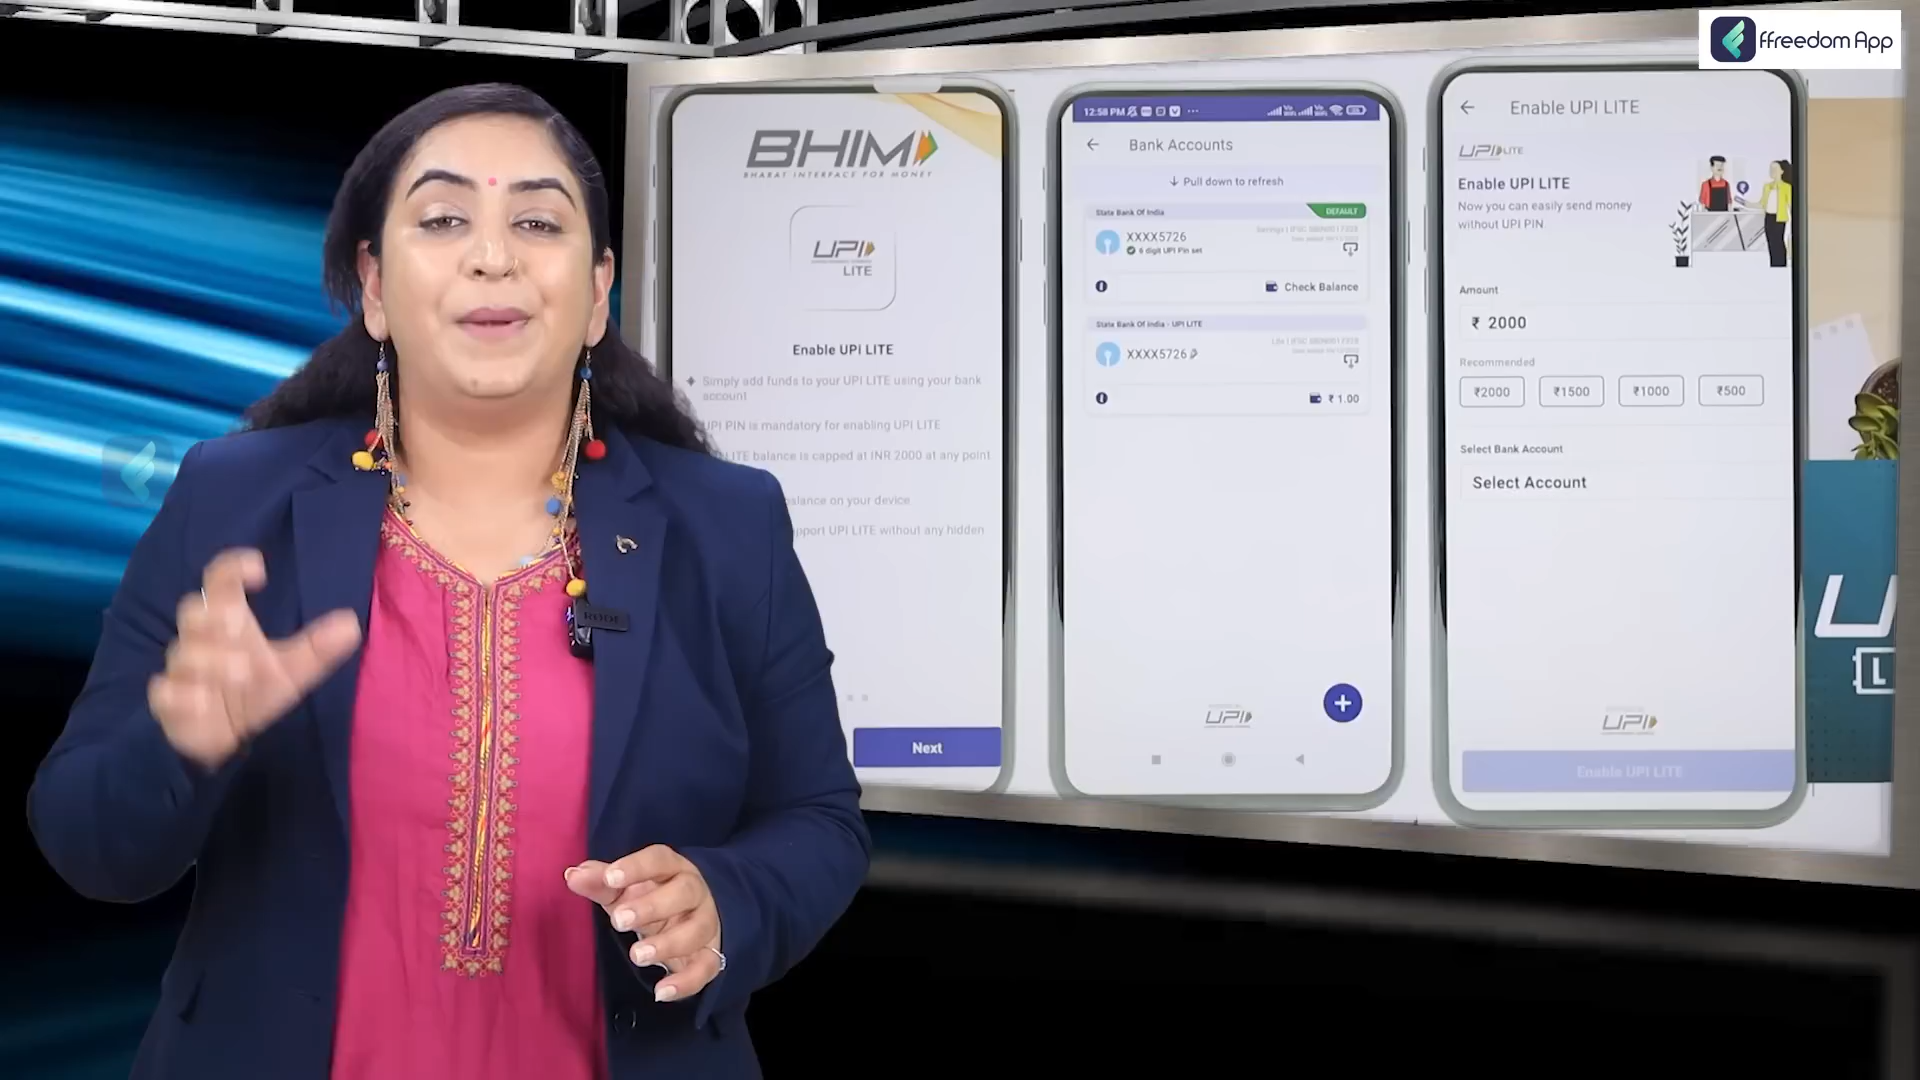 ffreedom App
BHIM
BHARAT INTERFACE FOR MONEY
UPI
LITE
Enable UPI LITE
Simply add funds to your UPI LITE using your bank
account
UPI PIN is mandatory for enabling UPI LITE
LITE balance is capped at INR 2000 at any point
balance on your device
support UPI LITE without any hidden
Next
12:58 PM
Bank Accounts
Pull down to refresh
State Bank Of India
DEFAULT
XXXX5726
6 digit UPI Pin set
Check Balance
State Bank Of India - UPI LITE
XXXX5726
₹ 1.00
UPI
Enable UPI LITE
UPI LITE
Enable UPI LITE
Now you can easily send money
without UPI PIN
Amount
₹ 2000
Recommended
₹2000 ₹1500 ₹1000 ₹500
Select Bank Account
Select Account
UPI
Enable UPI LITE
RODE